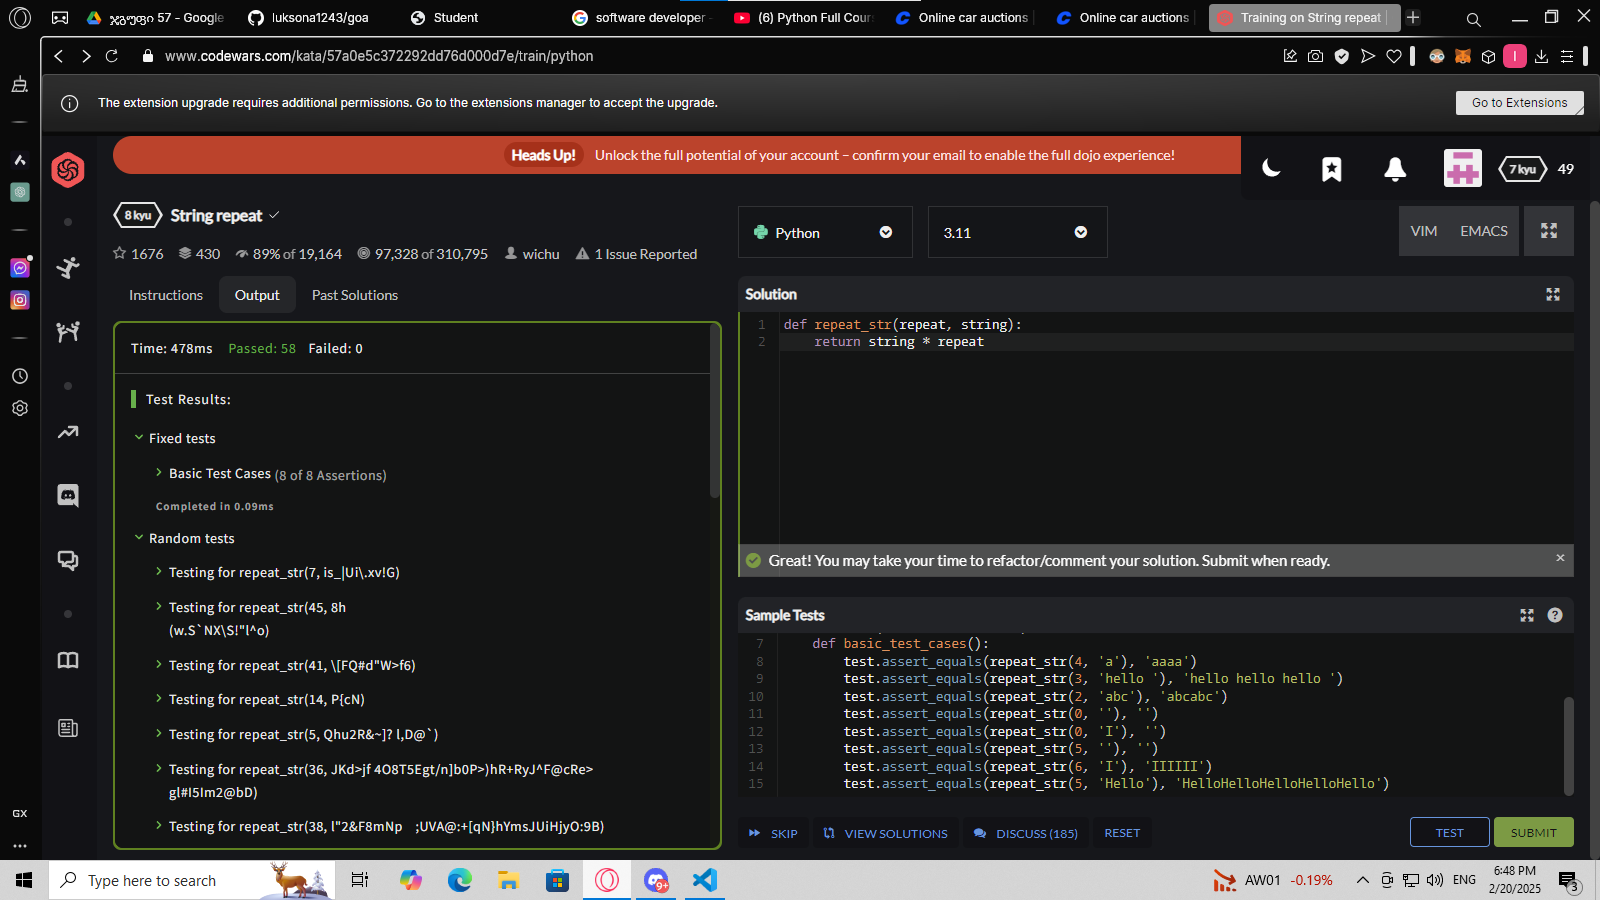 ჯგუფი 57 - Google
luksona1243/goa
Student
software developer
(6) Python Full Cour
Online car auctions
Online car auctions
Training on String repeat
www.codewars.com/kata/57a0e5c372292dd76d000d7e/train/python
The extension upgrade requires additional permissions. Go to the extensions manager to accept the upgrade.
Go to Extensions
Heads Up! Unlock the full potential of your account – confirm your email to enable the full dojo experience!
7 kyu 49
8 kyu String repeat
1676 430 89% of 19,164 97,328 of 310,795 wichu 1 Issue Reported
Instructions Output Past Solutions
Time: 478ms Passed: 58 Failed: 0
Test Results:
Fixed tests
Basic Test Cases (8 of 8 Assertions)
Completed in 0.09ms
Random tests
Testing for repeat_str(7, is_|Ui\.xv!G)
Testing for repeat_str(45, 8h
(w.S`NX\S!"l^o)
Testing for repeat_str(41, \[FQ#d"W>f6)
Testing for repeat_str(14, P{cN)
Testing for repeat_str(5, Qhu2R&~]? l,D@`)
Testing for repeat_str(36, JKd>jf 4O8T5Egt/n]b0P>)hR+RyJ^F@cRe>
gl#I5Im2@bD)
Testing for repeat_str(38, l"2&F8mNp ;UVA@:+[qN}hYmsJUiHjyO:9B)
Python
3.11
VIM EMACS
Solution
1 def repeat_str(repeat, string):
2 return string * repeat
Great! You may take your time to refactor/comment your solution. Submit when ready.
Sample Tests
7 def basic_test_cases():
8 test.assert_equals(repeat_str(4, 'a'), 'aaaa')
9 test.assert_equals(repeat_str(3, 'hello '), 'hello hello hello ')
10 test.assert_equals(repeat_str(2, 'abc'), 'abcabc')
11 test.assert_equals(repeat_str(0, ''), '')
12 test.assert_equals(repeat_str(0, 'I'), '')
13 test.assert_equals(repeat_str(5, ''), '')
14 test.assert_equals(repeat_str(6, 'I'), 'IIIIII')
15 test.assert_equals(repeat_str(5, 'Hello'), 'HelloHelloHelloHelloHello')
SKIP VIEW SOLUTIONS DISCUSS (185) RESET
TEST SUBMIT
GX
Type here to search
9+
AW01 -0.19%
ENG
6:48 PM
2/20/2025
3